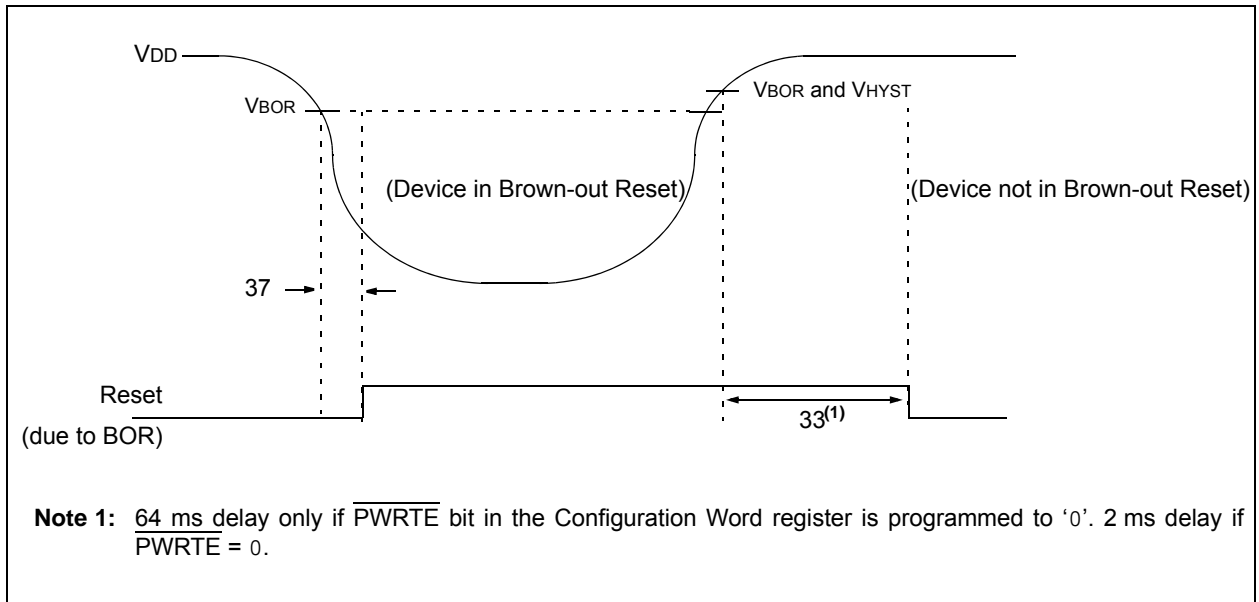 VDD
VBOR
VBOR and VHYST
(Device in Brown-out Reset)
(Device not in Brown-out Reset)
37
Reset
(due to BOR)
33(1)
Note 1: 64 ms delay only if PWRTE bit in the Configuration Word register is programmed to ‘0’. 2 ms delay if
PWRTE = 0.